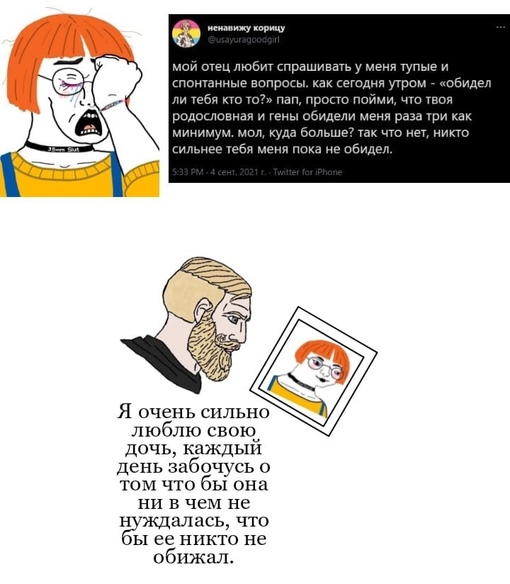 ненавижу корицу
@usayuragoodgirl
мой отец любит спрашивать у меня тупые и
спонтанные вопросы. как сегодня утром - «обидел
ли тебя кто то?» пап, просто пойми, что твоя
родословная и гены обидели меня раза три как
минимум. мол, куда больше? так что нет, никто
сильнее тебя меня пока не обидел.
5:33 PM · 4 сент. 2021 г. · Twitter for iPhone
Я очень сильно
люблю свою
дочь, каждый
день забочусь о
том что бы она
ни в чем не
нуждалась, что
бы ее никто не
обижал.